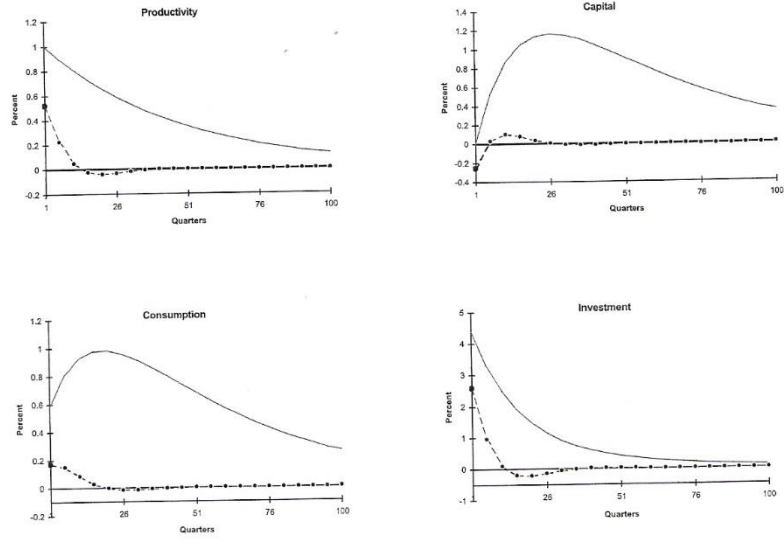 Productivity
1.2
1
0.8
0.6
0.4
0.2
0
-0.2
Percent
1 26 51 76 100
Quarters
Capital
1.4
1.2
1
0.8
0.6
0.4
0.2
0
-0.2
-0.4
Percent
1 26 51 76 100
Quarters
Consumption
1.2
1
0.8
0.6
0.4
0.2
0
-0.2
Percent
26 51 76 100
Quarters
Investment
5
4
3
2
1
0
-1
Percent
1 26 51 76 100
Quarters